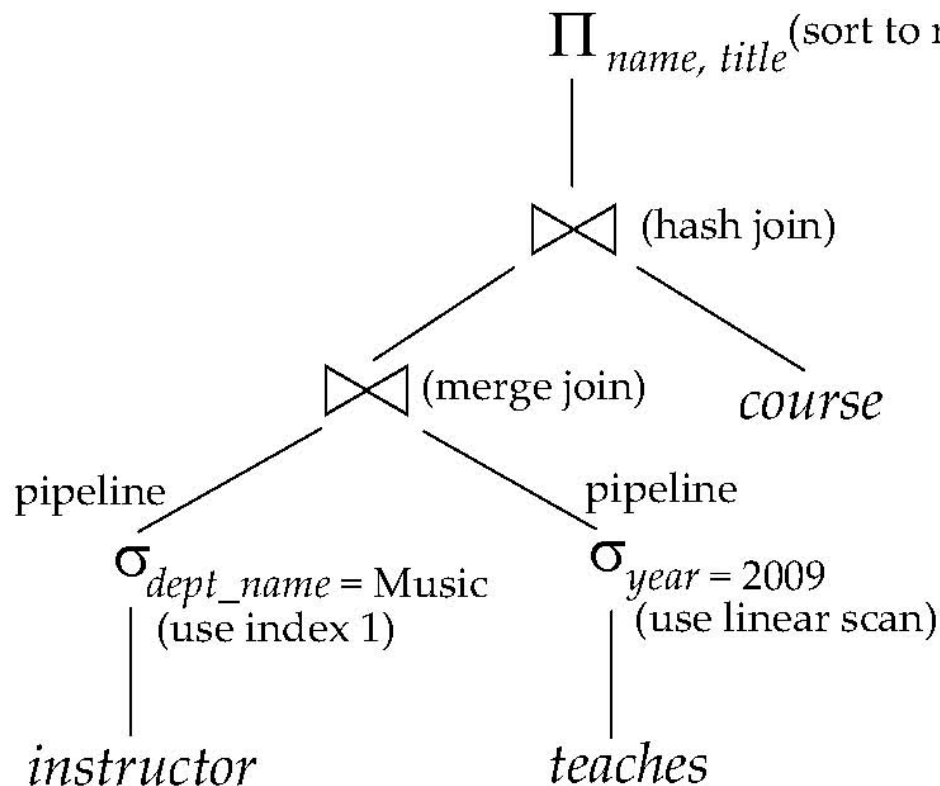 Π name, title (sort to
(hash join)
(merge join)
course
pipeline
pipeline
σ dept_name = Music
(use index 1)
σ year = 2009
(use linear scan)
instructor
teaches